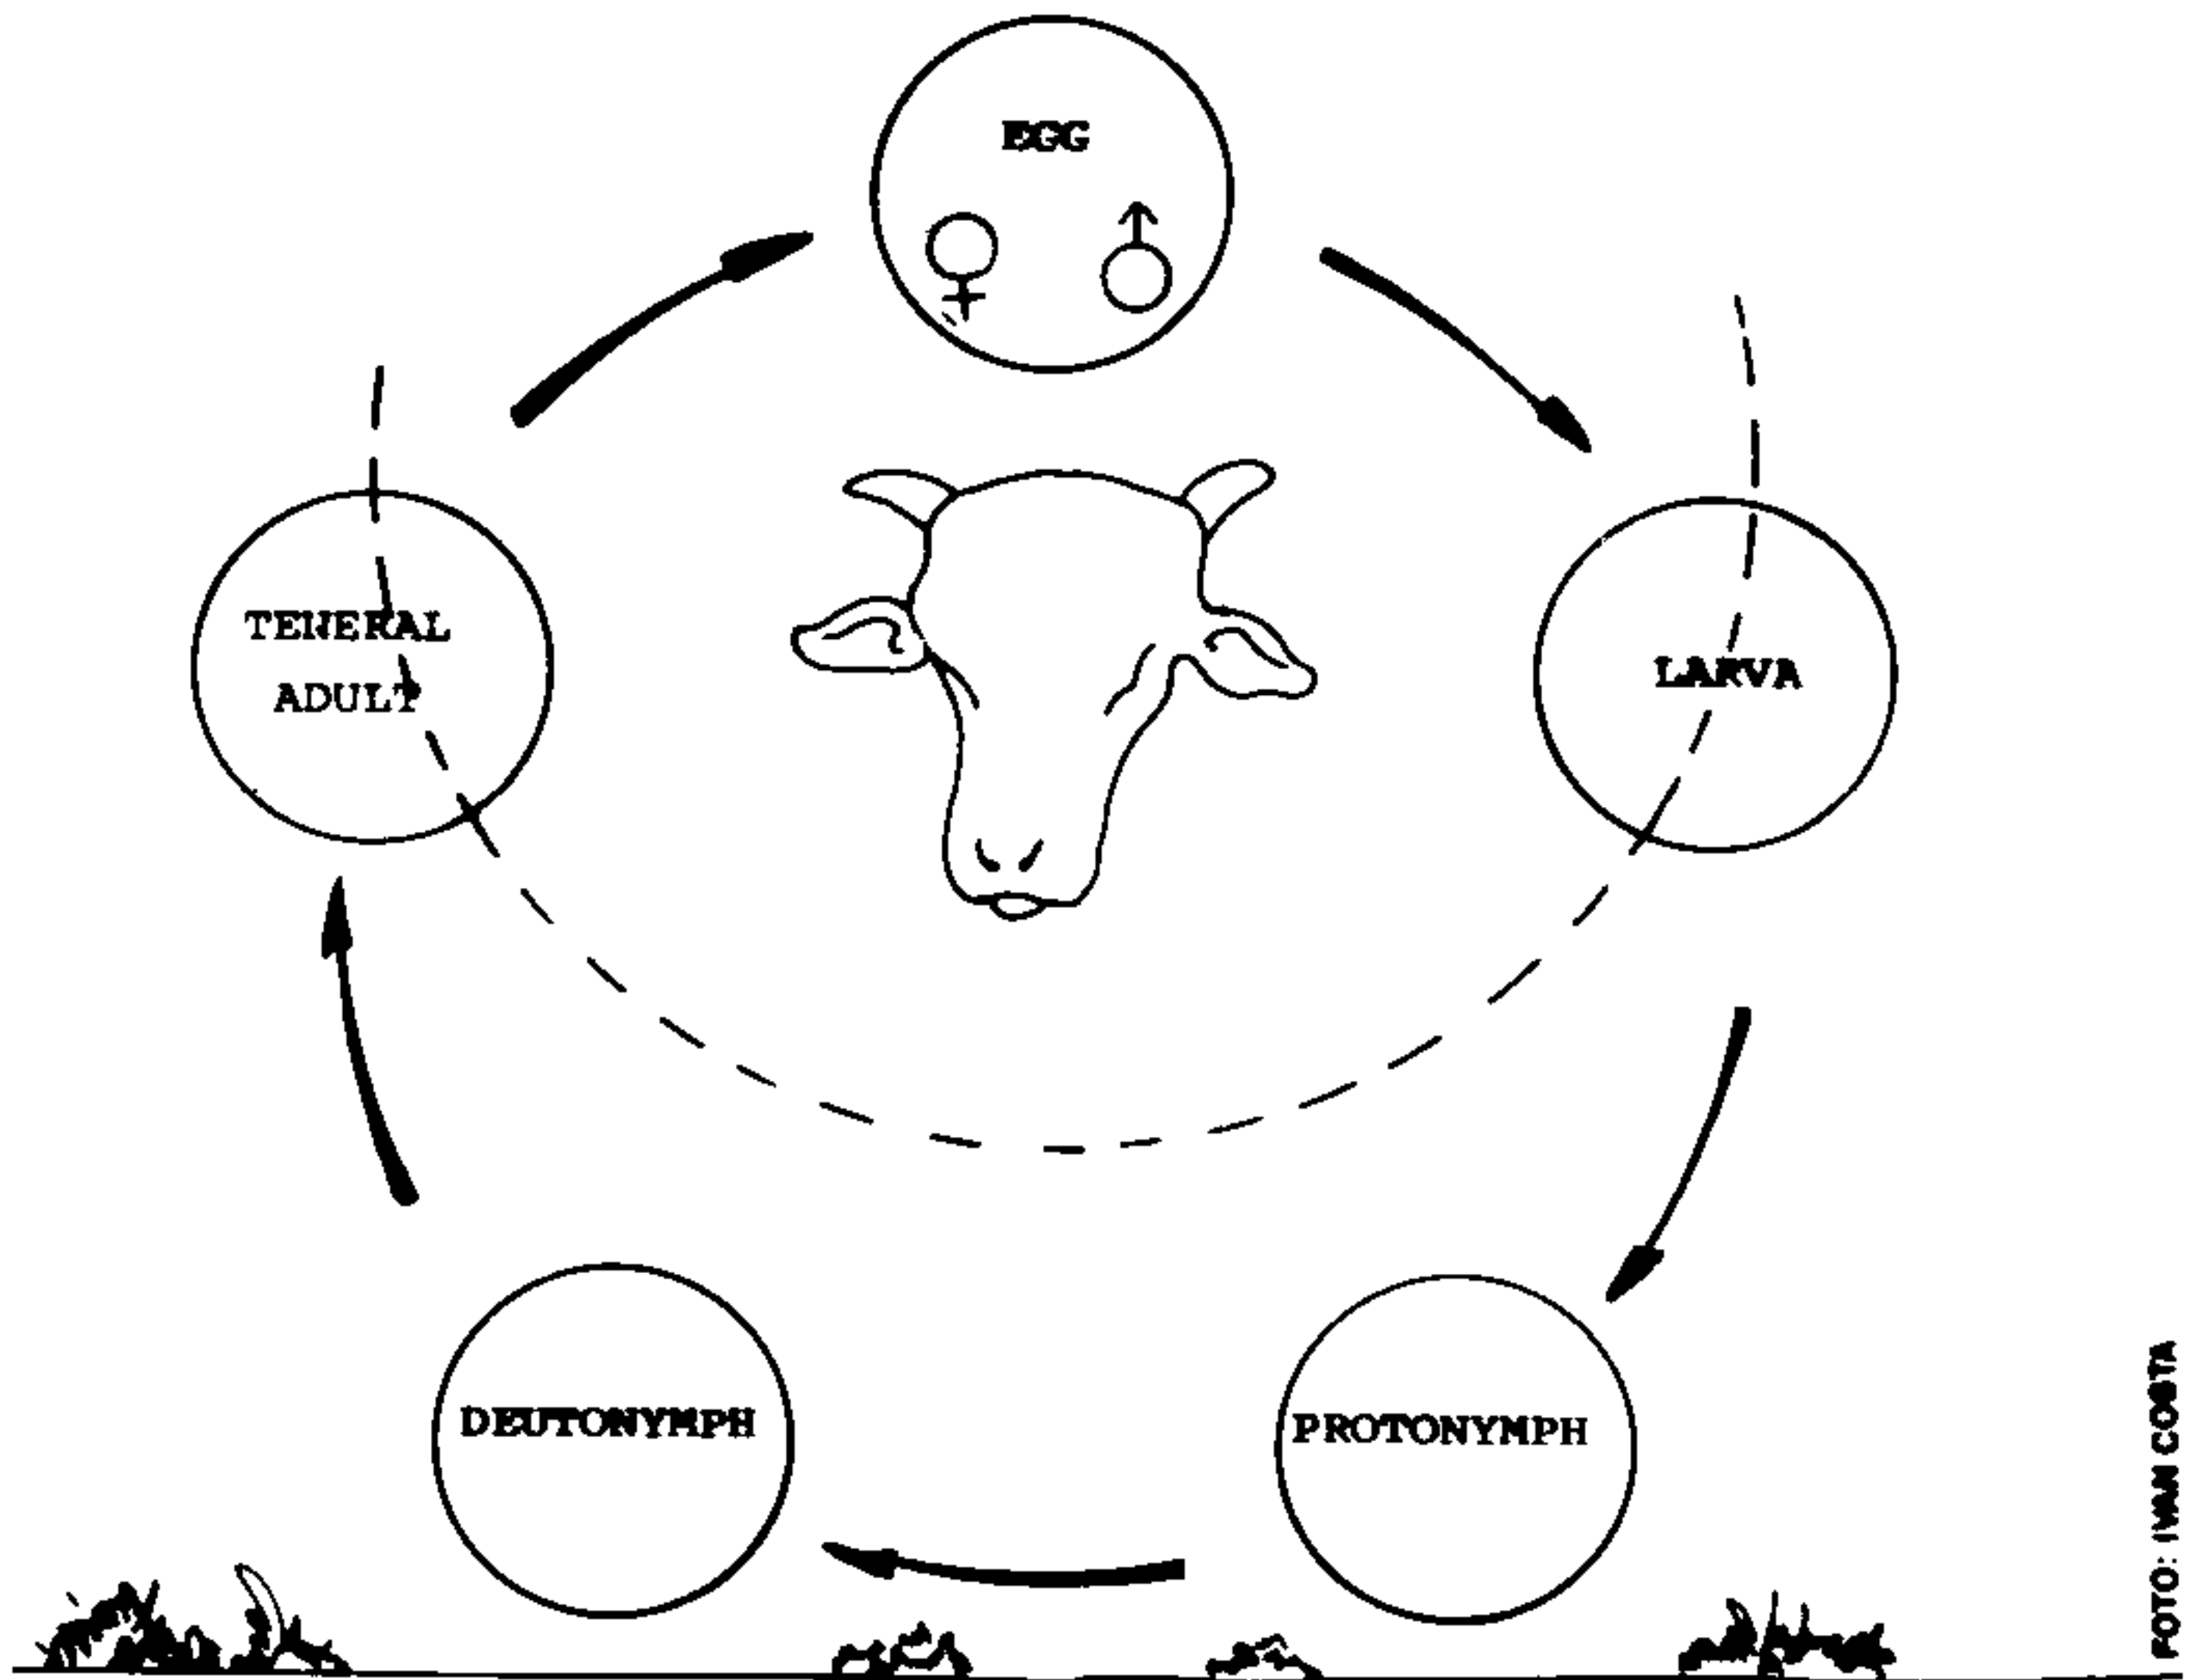 EGG
TENERAL
ADULT
LARVA
DEUTONYMPH
PROTONYMPH
FOTO: IVAN COSTA